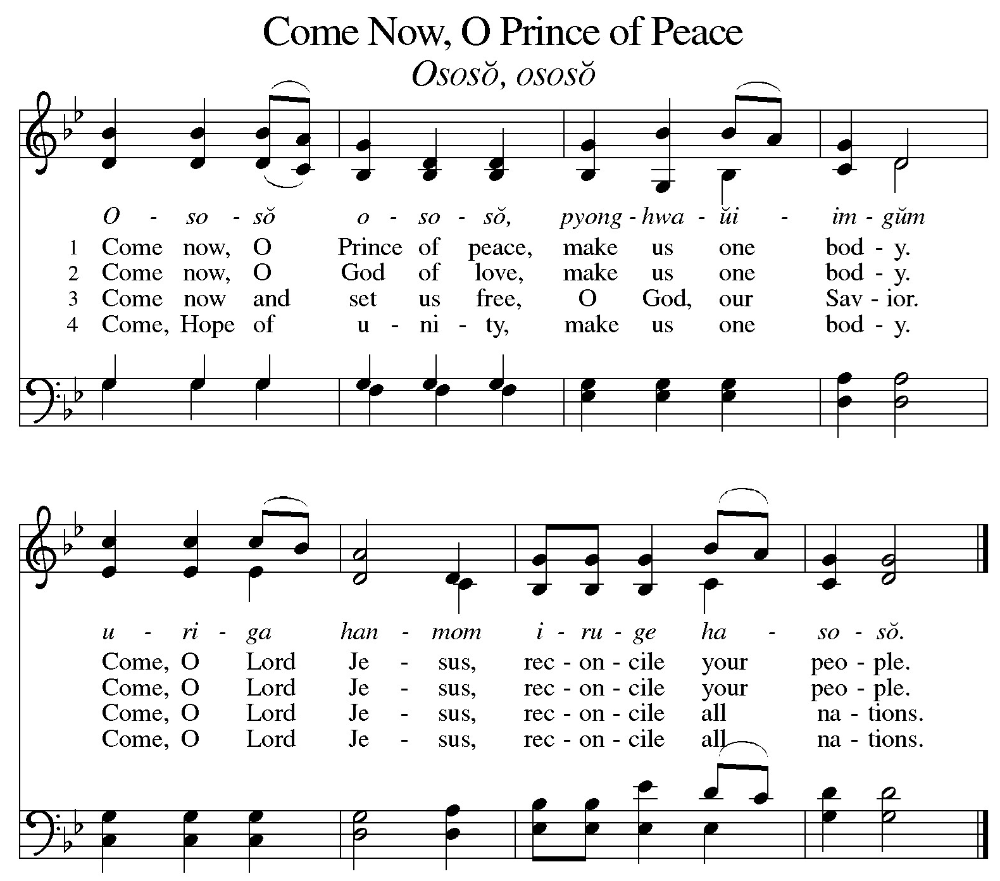 Come Now, O Prince of Peace
Ososŏ, ososŏ
O - so - sŏ o - so - sŏ, pyong - hwa - ŭi - im - gŭm
1 Come now, O Prince of peace, make us one bod - y.
2 Come now, O God of love, make us one bod - y.
3 Come now and set us free, O God, our Sav - ior.
4 Come, Hope of u - ni - ty, make us one bod - y.
u - ri - ga han - mom i - ru - ge ha - so - sŏ.
Come, O Lord Je - sus, rec - on - cile your peo - ple.
Come, O Lord Je - sus, rec - on - cile your peo - ple.
Come, O Lord Je - sus, rec - on - cile all na - tions.
Come, O Lord Je - sus, rec - on - cile all na - tions.